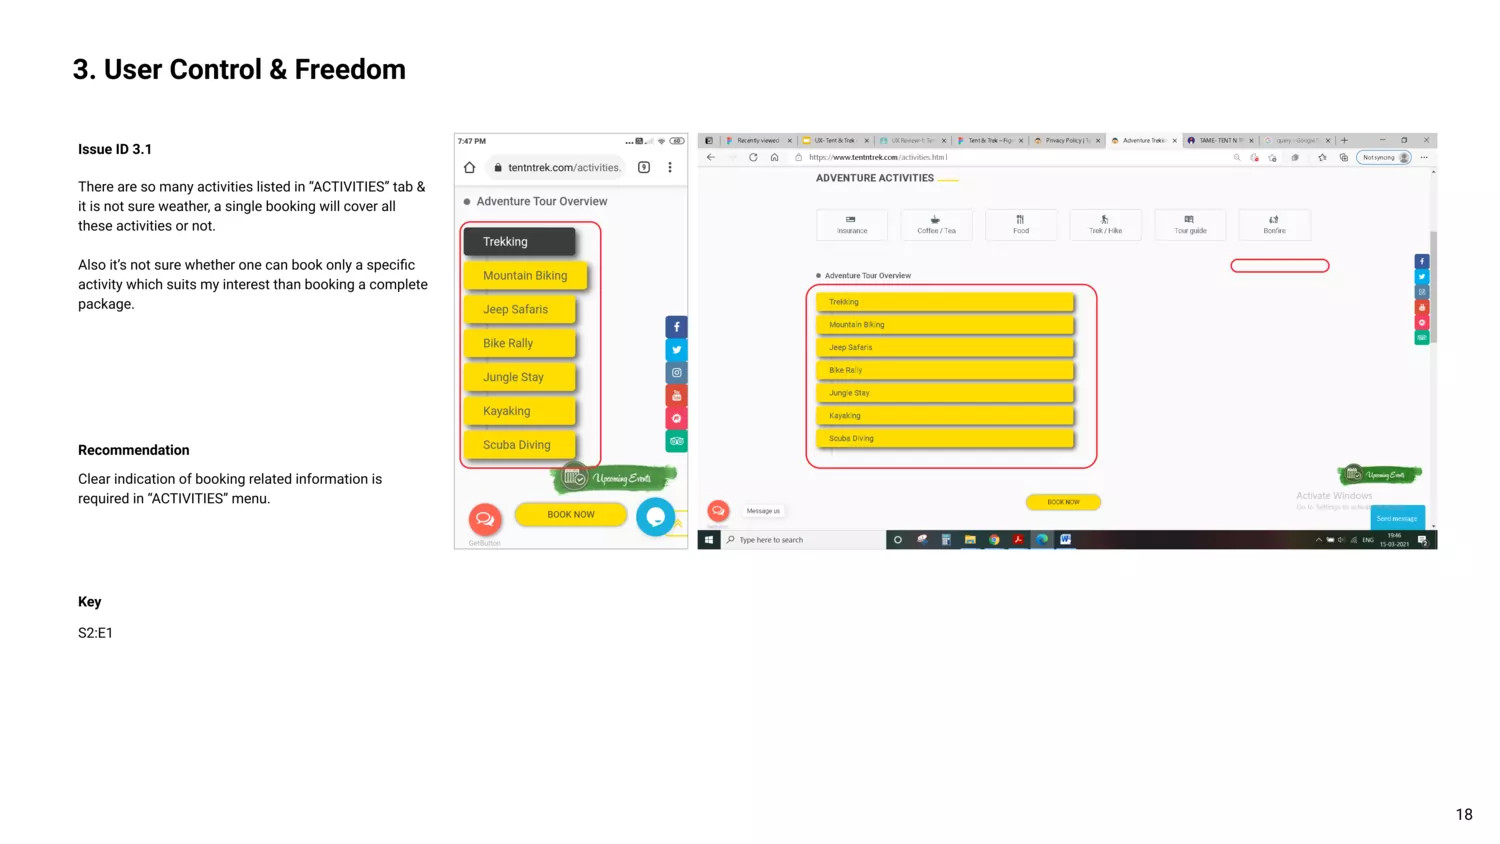 3. User Control & Freedom
Issue ID 3.1
There are so many activities listed in “ACTIVITIES” tab &
it is not sure weather, a single booking will cover all
these activities or not.
Also it’s not sure whether one can book only a specific
activity which suits my interest than booking a complete
package.
Recommendation
Clear indication of booking related information is
required in “ACTIVITIES” menu.
Key
S2:E1
7:47 PM
tentntrek.com/activities.
9
Adventure Tour Overview
Trekking
Mountain Biking
Jeep Safaris
Bike Rally
Jungle Stay
Kayaking
Scuba Diving
Upcoming Events
BOOK NOW
GetButton
Recently viewed
UX- Tent & Trek -
UX Review &
Tent & Trek – Fig
Privacy Policy | T
Adventure Trekki
TAME- TENT N
https://www.tentntrek.com/activities.html
Not syncing
ADVENTURE ACTIVITIES
Insurance
Coffee / Tea
Food
Trek / Hike
Tour guide
Bonfire
Adventure Tour Overview
Trekking
Mountain Biking
Jeep Safaris
Bike Rally
Jungle Stay
Kayaking
Scuba Diving
Upcoming Events
BOOK NOW
Activate Windows
Go to Settings to activate
Message us
Send message
Type here to search
ENG
19:46
15-03-2021
18